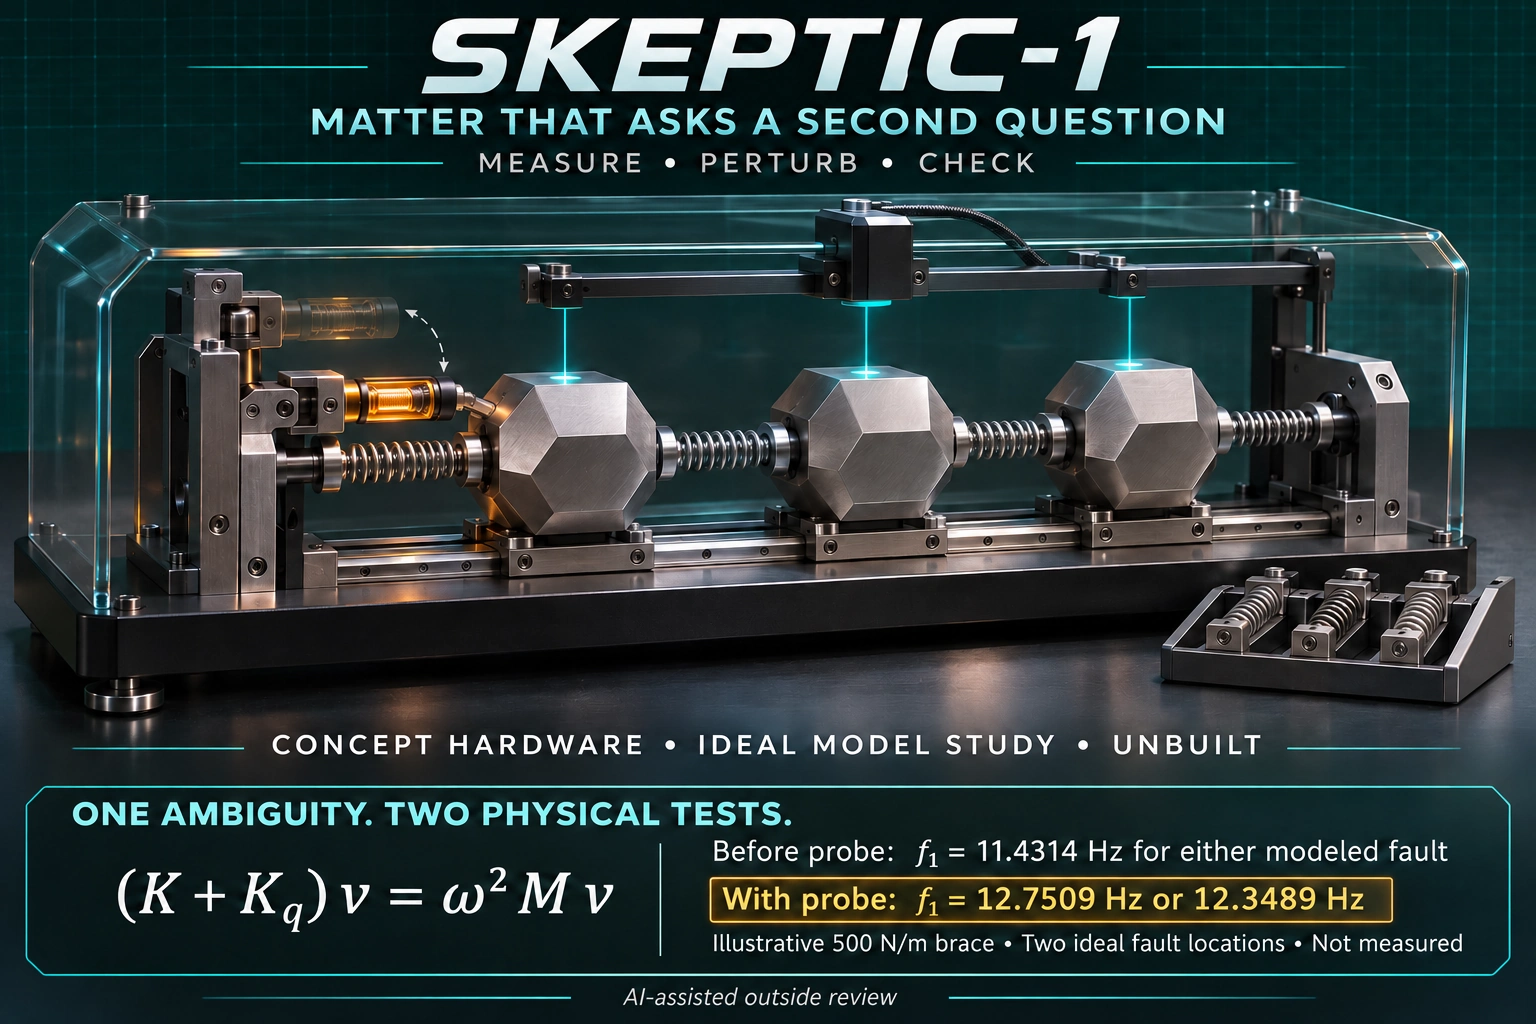 SKEPTIC-1
MATTER THAT ASKS A SECOND QUESTION
MEASURE • PERTURB • CHECK
CONCEPT HARDWARE • IDEAL MODEL STUDY • UNBUILT
ONE AMBIGUITY. TWO PHYSICAL TESTS.
(K + K_q) v = ω² M v
Before probe: f₁ = 11.4314 Hz for either modeled fault
With probe: f₁ = 12.7509 Hz or 12.3489 Hz
Illustrative 500 N/m brace • Two ideal fault locations • Not measured
AI-assisted outside review